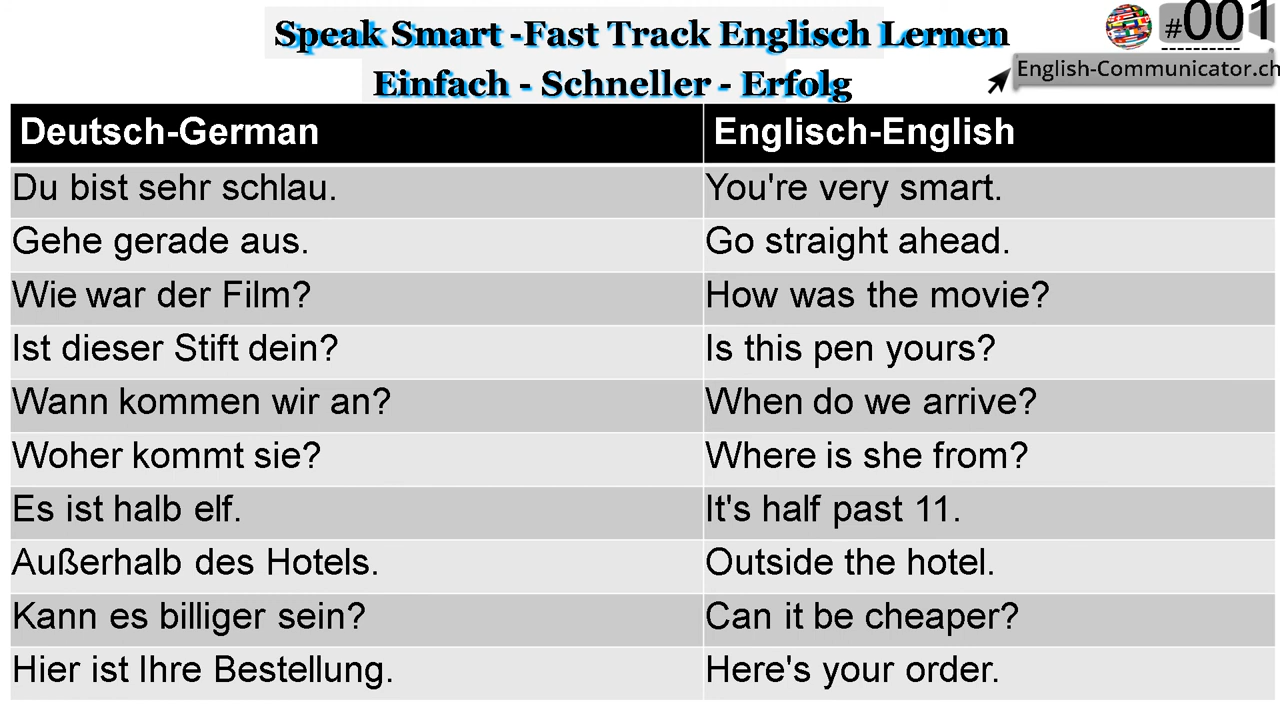 Speak Smart -Fast Track Englisch Lernen
Einfach - Schneller - Erfolg
#001
English-Communicator.ch
Deutsch-German Englisch-English
Du bist sehr schlau. You're very smart.
Gehe gerade aus. Go straight ahead.
Wie war der Film? How was the movie?
Ist dieser Stift dein? Is this pen yours?
Wann kommen wir an? When do we arrive?
Woher kommt sie? Where is she from?
Es ist halb elf. It's half past 11.
Außerhalb des Hotels. Outside the hotel.
Kann es billiger sein? Can it be cheaper?
Hier ist Ihre Bestellung. Here's your order.